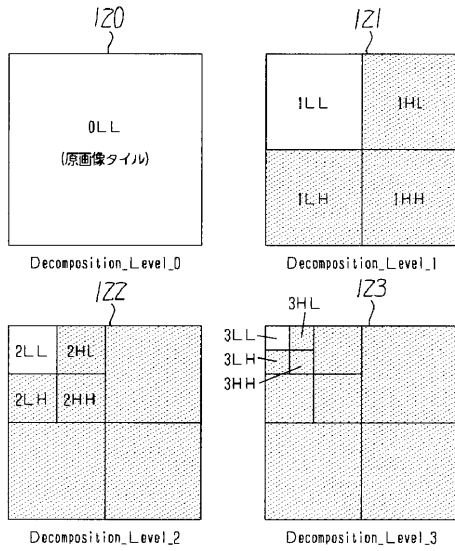 120
0LL
(原画像タイル)
Decomposition_Level_0
121
1LL
1HL
1LH
1HH
Decomposition_Level_1
122
2LL
2HL
2LH
2HH
Decomposition_Level_2
123
3HL
3LL
3LH
3HH
Decomposition_Level_3